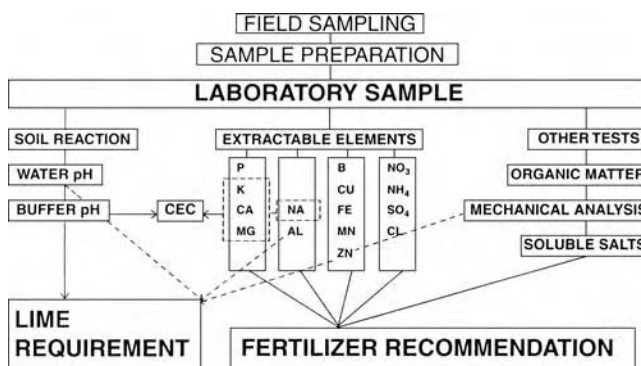 FIELD SAMPLING
SAMPLE PREPARATION
LABORATORY SAMPLE
SOIL REACTION
EXTRACTABLE ELEMENTS
OTHER TESTS
WATER pH
BUFFER pH
CEC
P
K
CA
MG
NA
AL
B
CU
FE
MN
ZN
NO3
NH4
SO4
CL
ORGANIC MATTER
MECHANICAL ANALYSIS
SOLUBLE SALTS
LIME
REQUIREMENT
FERTILIZER RECOMMENDATION